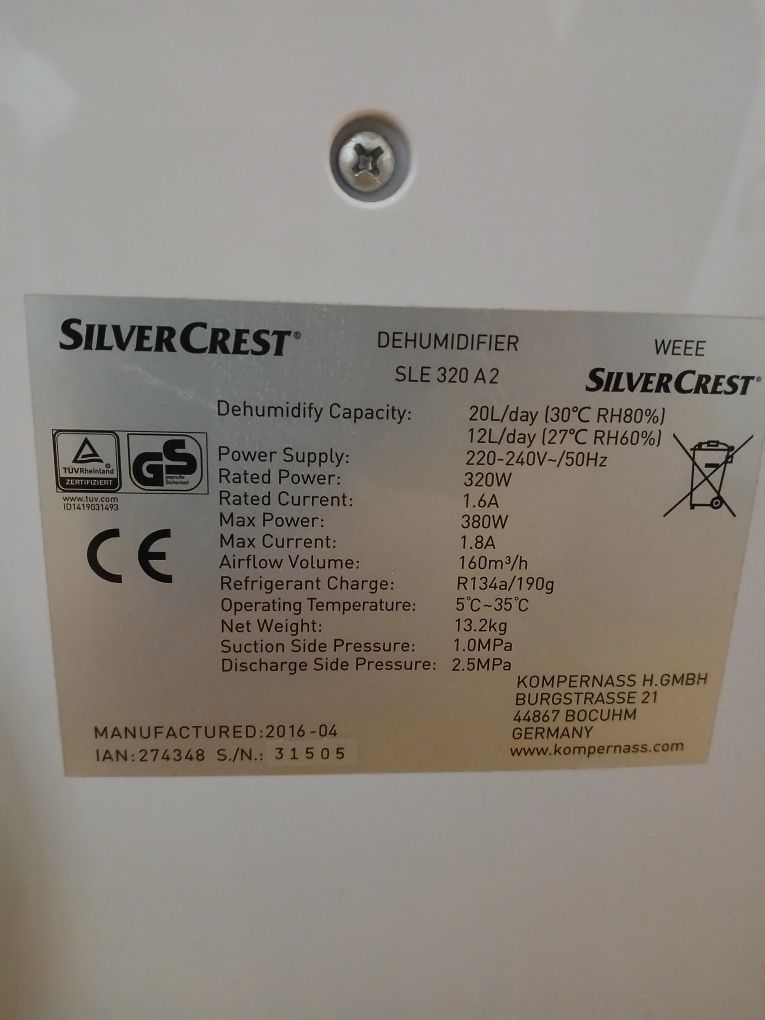 SILVERCREST®
DEHUMIDIFIER
SLE 320 A2
WEEE
SILVERCREST®
Dehumidify Capacity: 20L/day (30℃ RH80%)
12L/day (27℃ RH60%)
Power Supply: 220-240V~/50Hz
Rated Power: 320W
Rated Current: 1.6A
Max Power: 380W
Max Current: 1.8A
Airflow Volume: 160m³/h
Refrigerant Charge: R134a/190g
Operating Temperature: 5℃~35℃
Net Weight: 13.2kg
Suction Side Pressure: 1.0MPa
Discharge Side Pressure: 2.5MPa
TÜVRheinland
ZERTIFIZIERT
GS
geprüfte
Sicherheit
www.tuv.com
ID1419031493
CE
KOMPERNASS H.GMBH
BURGSTRASSE 21
44867 BOCUHM
GERMANY
www.kompernass.com
MANUFACTURED:2016-04
IAN:274348 S./N.: 31505